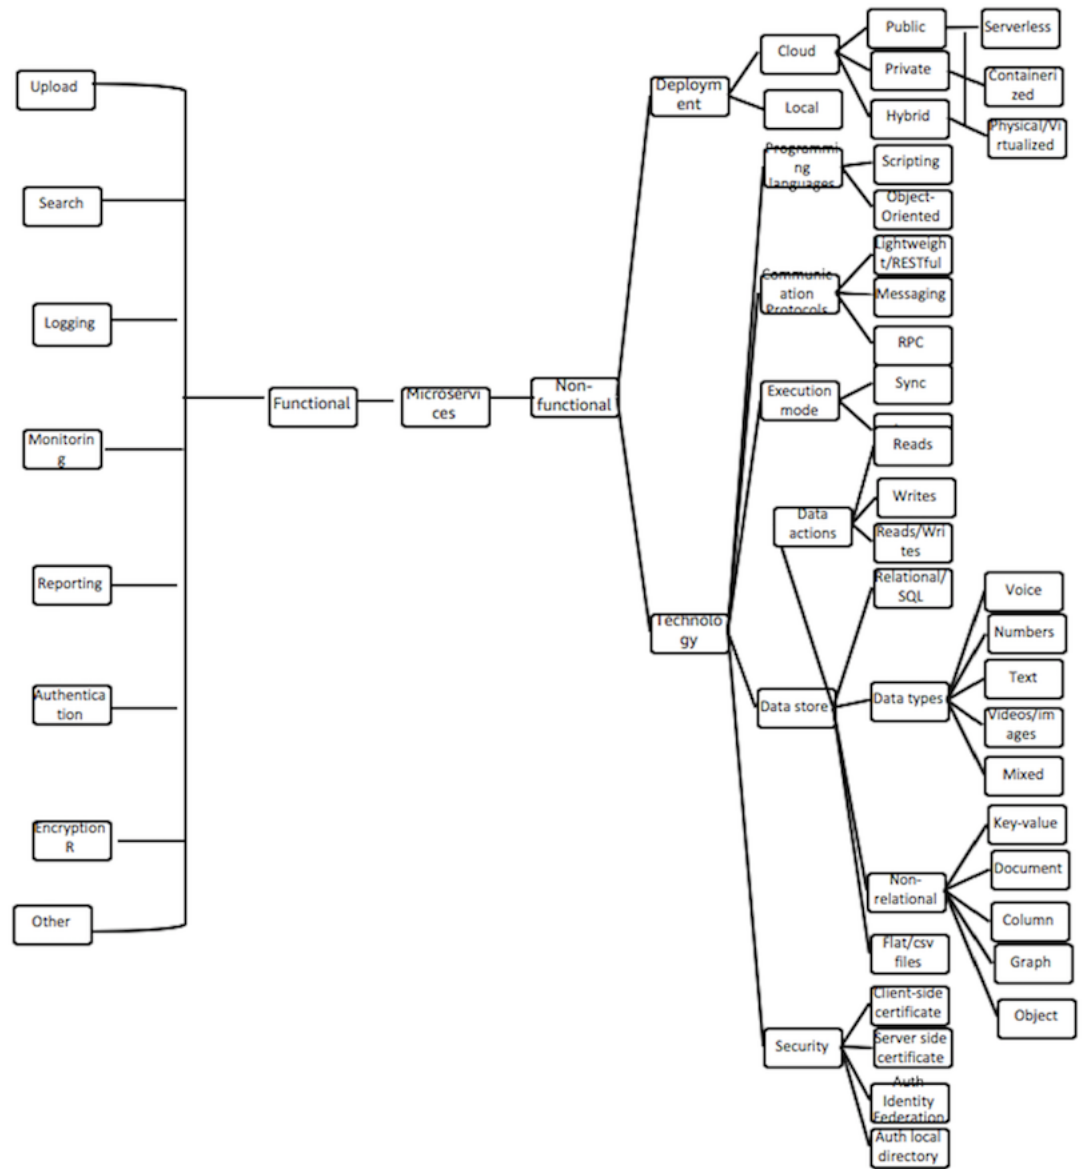 Upload
Search
Logging
Monitorin
g
Reporting
Authentica
tion
Encryption
R
Other
Functional
Microservi
ces
Non-
functional
Deploym
ent
Technolo
gy
Cloud
Local
Programmi
ng
languages
Communic
ation
Protocols
Execution
mode
Data
actions
Data store
Security
Public
Private
Hybrid
Scripting
Object-
Oriented
Lightweigh
t/RESTful
Messaging
RPC
Sync
Reads
Writes
Reads/Wri
tes
Relational/
SQL
Data types
Non-
relational
Flat/csv
files
Client-side
certificate
Server side
certificate
Auth
Identity
Federation
Auth local
directory
Serverless
Containeri
zed
Physical/Vi
rtualized
Voice
Numbers
Text
Videos/im
ages
Mixed
Key-value
Document
Column
Graph
Object